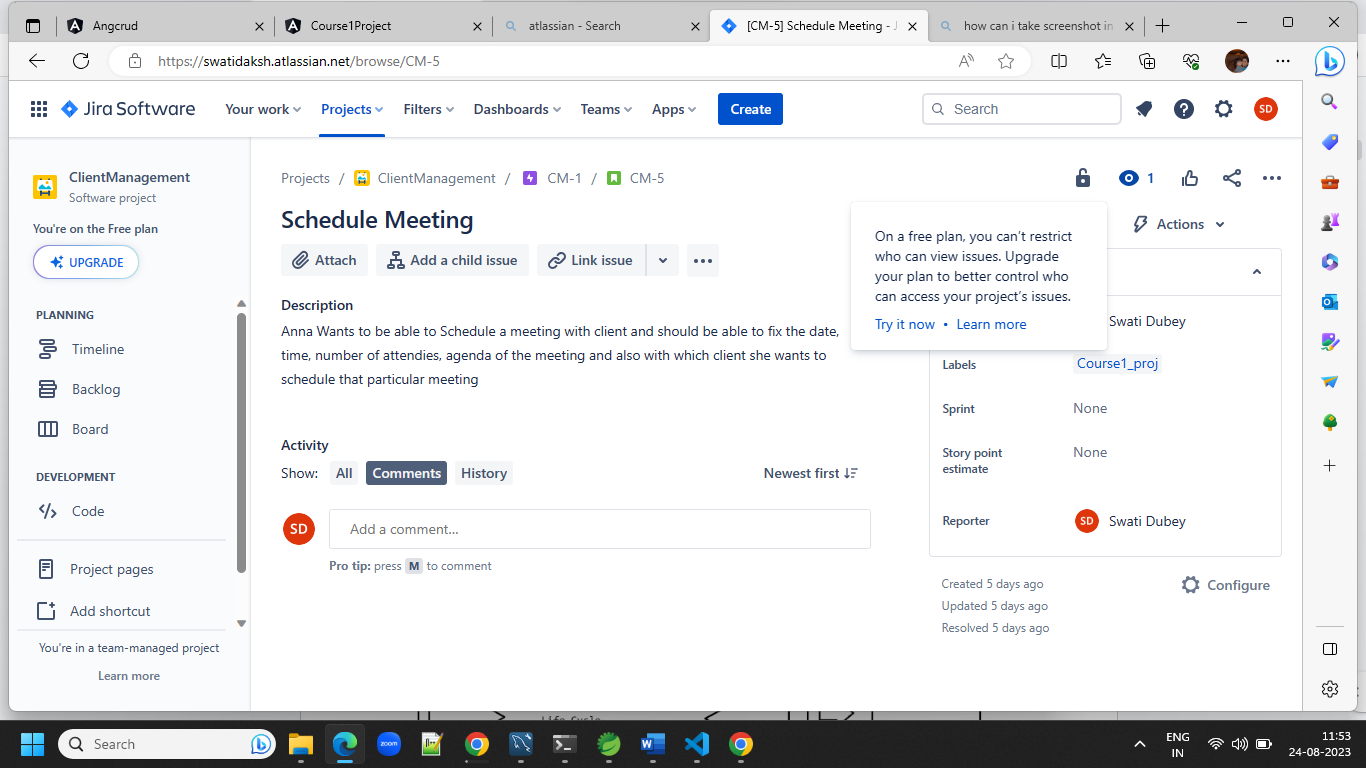 Angcrud
Course1Project
atlassian - Search
[CM-5] Schedule Meeting - J
how can i take screenshot in
https://swatidaksh.atlassian.net/browse/CM-5
Jira Software
Your work
Projects
Filters
Dashboards
Teams
Apps
Create
Search
SD
ClientManagement
Software project
You're on the Free plan
UPGRADE
PLANNING
Timeline
Backlog
Board
DEVELOPMENT
Code
Project pages
Add shortcut
You're in a team-managed project
Learn more
Projects / ClientManagement / CM-1 / CM-5
1
Schedule Meeting
Attach
Add a child issue
Link issue
Actions
On a free plan, you can't restrict
who can view issues. Upgrade
your plan to better control who
can access your project's issues.
Try it now • Learn more
Description
Anna Wants to be able to Schedule a meeting with client and should be able to fix the date,
time, number of attendies, agenda of the meeting and also with which client she wants to
schedule that particular meeting
Activity
Show: All Comments History
Newest first
SD
Add a comment...
Pro tip: press M to comment
Swati Dubey
Labels
Course1_proj
Sprint
None
Story point
estimate
None
Reporter
SD Swati Dubey
Created 5 days ago
Updated 5 days ago
Resolved 5 days ago
Configure
Life Cycle
Search
zoom
ENG
IN
11:53
24-08-2023